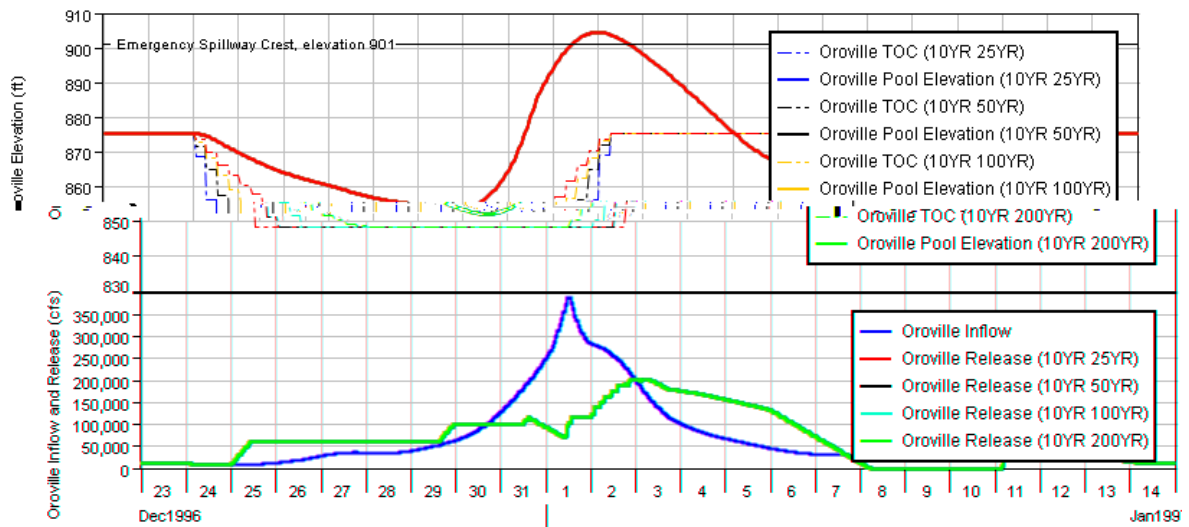 910
900
880
870
860
850
840
830
oville Elevation (ft)
Emergency Spillway Crest, elevation 901
Oroville TOC (10YR 25YR)
Oroville Pool Elevation (10YR 25YR)
Oroville TOC (10YR 50YR)
Oroville Pool Elevation (10YR 50YR)
Oroville TOC (10YR 100YR)
Oroville Pool Elevation (10YR 100YR)
Oroville TOC (10YR 200YR)
Oroville Pool Elevation (10YR 200YR)
Oroville Inflow and Release (cfs)
350,000
300,000
250,000
200,000
150,000
100,000
50,000
0
Oroville Inflow
Oroville Release (10YR 25YR)
Oroville Release (10YR 50YR)
Oroville Release (10YR 100YR)
Oroville Release (10YR 200YR)
23 24 25 26 27 28 29 30 31 1 2 3 4 5 6 7 8 9 10 11 12 13 14 15
Dec1996 Jan199